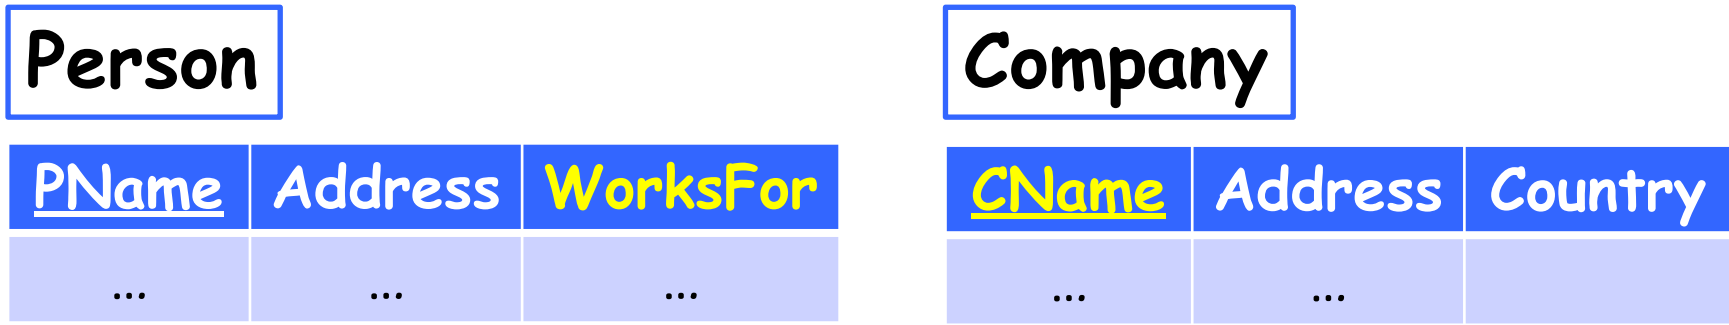 Person
Company
PName Address WorksFor
CName Address Country
... ... ...
... ...